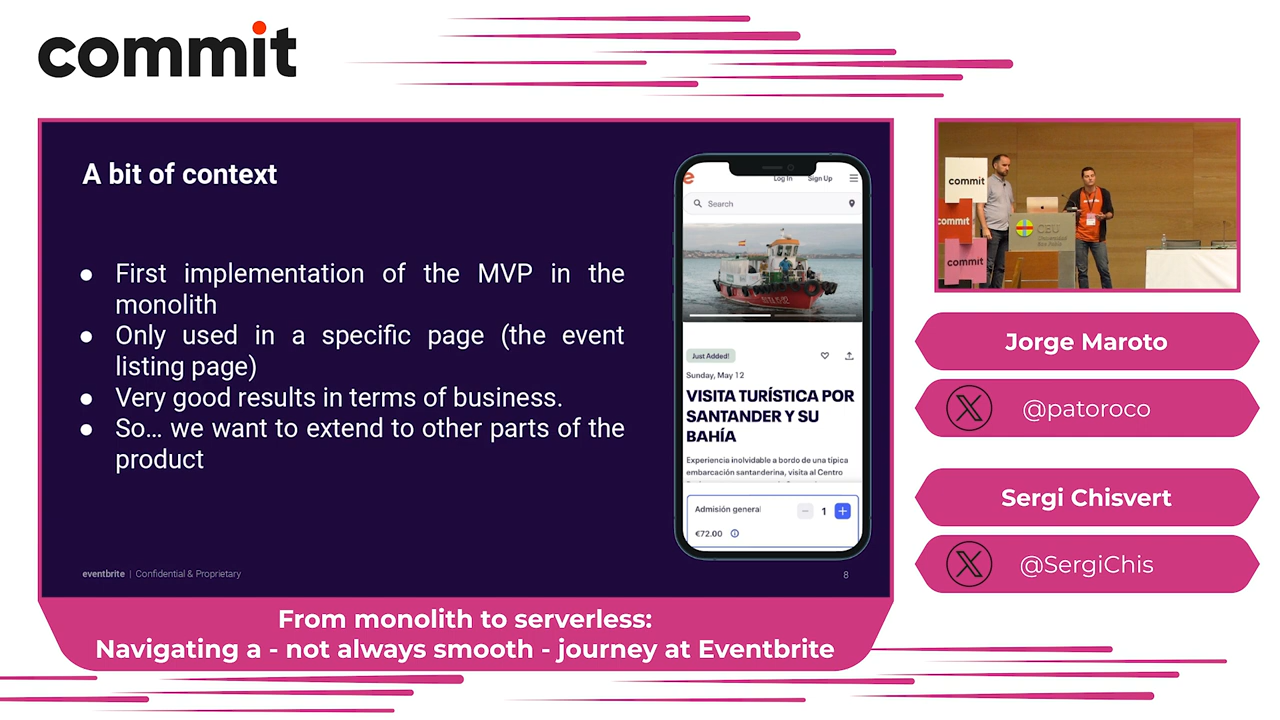 commit
A bit of context
● First implementation of the MVP in the
monolith
● Only used in a specific page (the event
listing page)
● Very good results in terms of business.
● So... we want to extend to other parts of the
product
eventbrite | Confidential & Proprietary
8
e
Log In Sign Up
Search
Just Added!
Sunday, May 12
VISITA TURÍSTICA POR
SANTANDER Y SU
BAHÍA
Experiencia inolvidable a bordo de una típica
embarcación santanderina, visita al Centro
Admisión general
1
€72.00
commit
commit
commit
CEU
Universidad
San Pablo
Jorge Maroto
@patoroco
Sergi Chisvert
@SergiChis
From monolith to serverless:
Navigating a - not always smooth - journey at Eventbrite